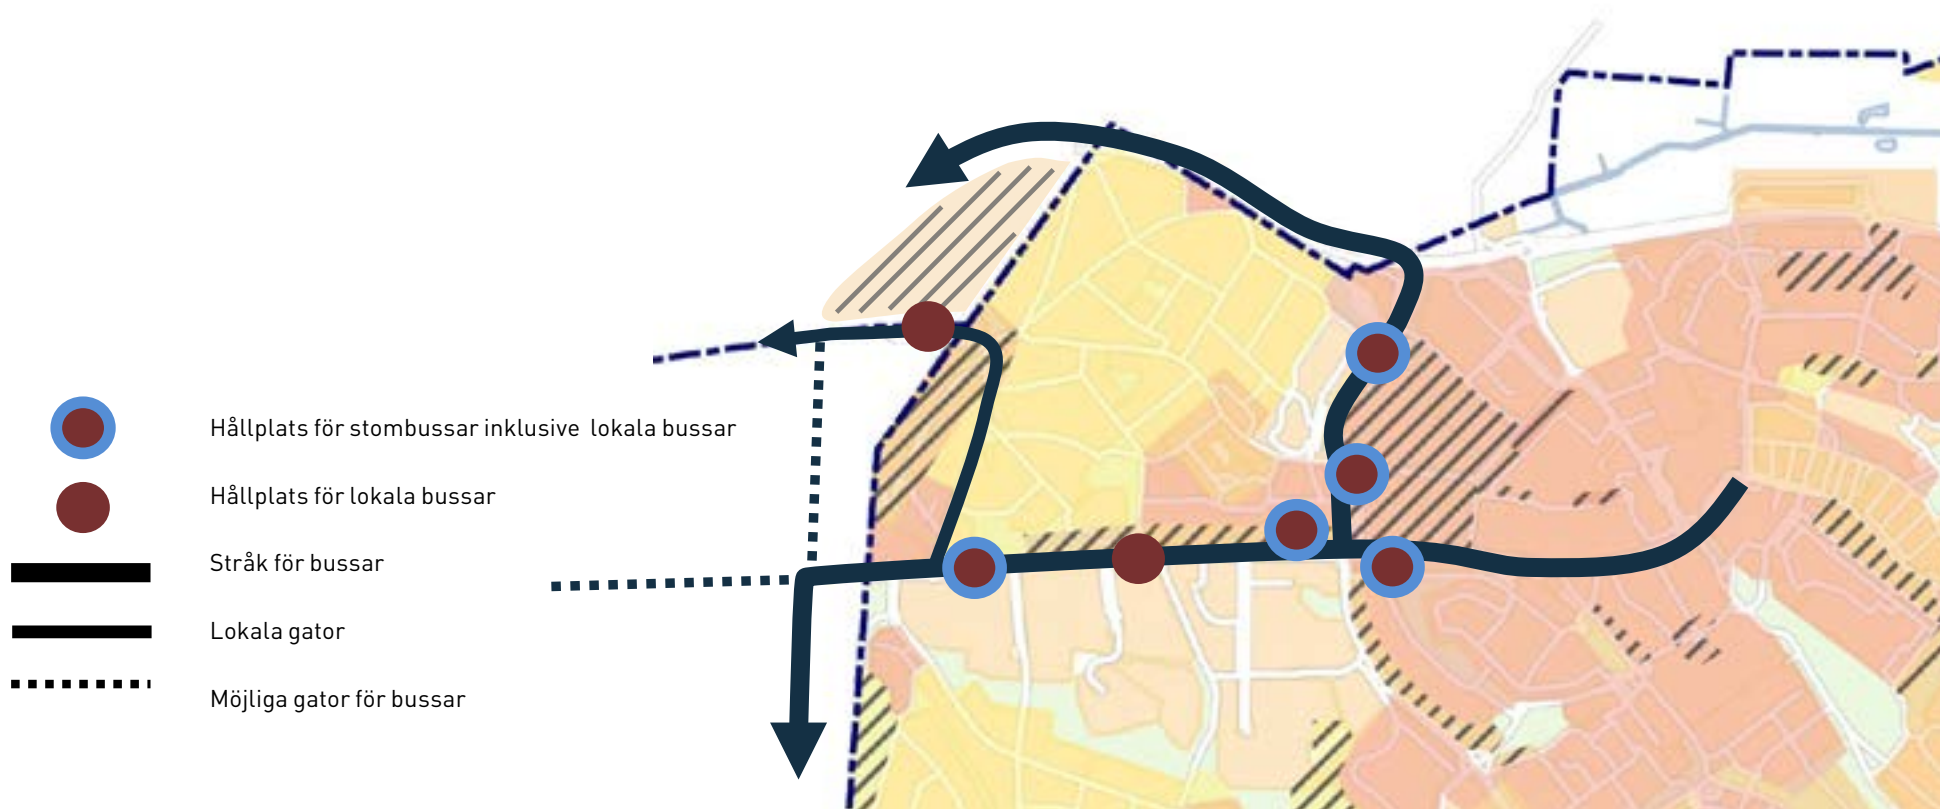 Hållplats för stombussar inklusive lokala bussar
Hållplats för lokala bussar
Stråk för bussar
Lokala gator
Möjliga gator för bussar